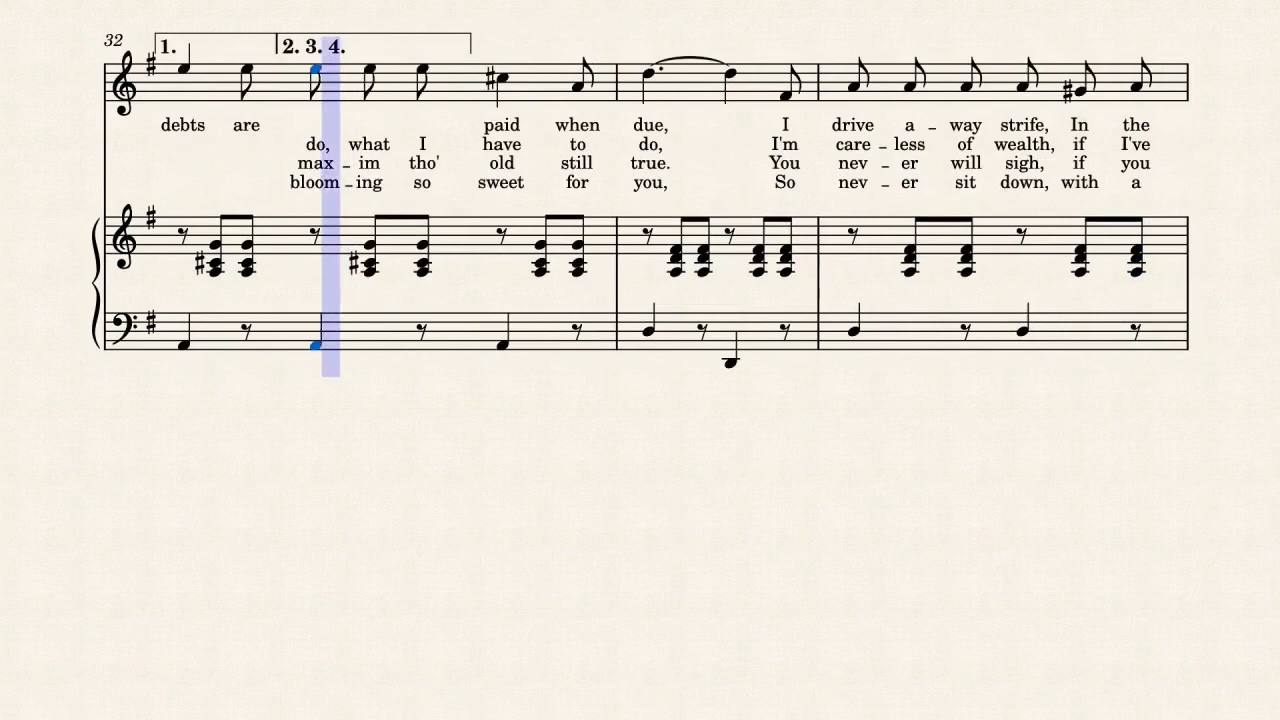 32 1. 2. 3. 4.
debts are paid when due, I drive a - way strife, In the
do, what I have to do, I'm care - less of wealth, if I've
max - im tho' old still true. You nev - er will sigh, if you
bloom - ing so sweet for you, So nev - er sit down, with a